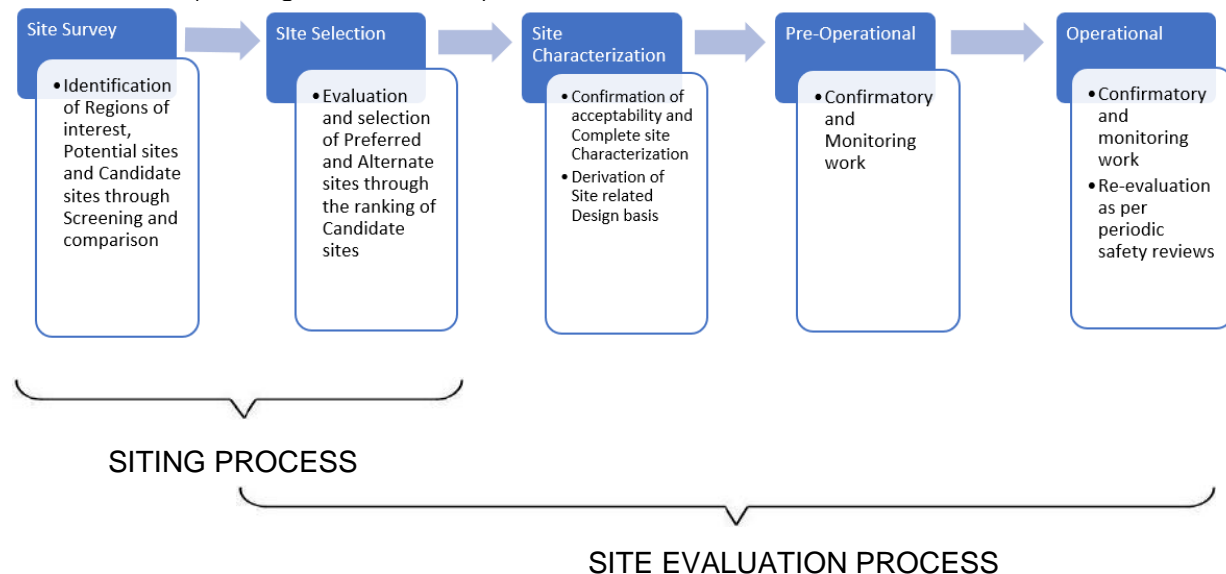 Site Survey
•Identification
of Regions of
interest,
Potential sites
and Candidate
sites through
Screening and
comparison
SIte Selection
•Evaluation
and selection
of Preferred
and Alternate
sites through
the ranking of
Candidate
sites
Site
Characterization
• Confirmation of
acceptability and
Complete site
Characterization
• Derivation of
Site related
Design basis
Pre-Operational
•Confirmatory
and
Monitoring
work
Operational
•Confirmatory
and
monitoring
work
•Re-evaluation
as per
periodic
safety reviews
SITING PROCESS
SITE EVALUATION PROCESS